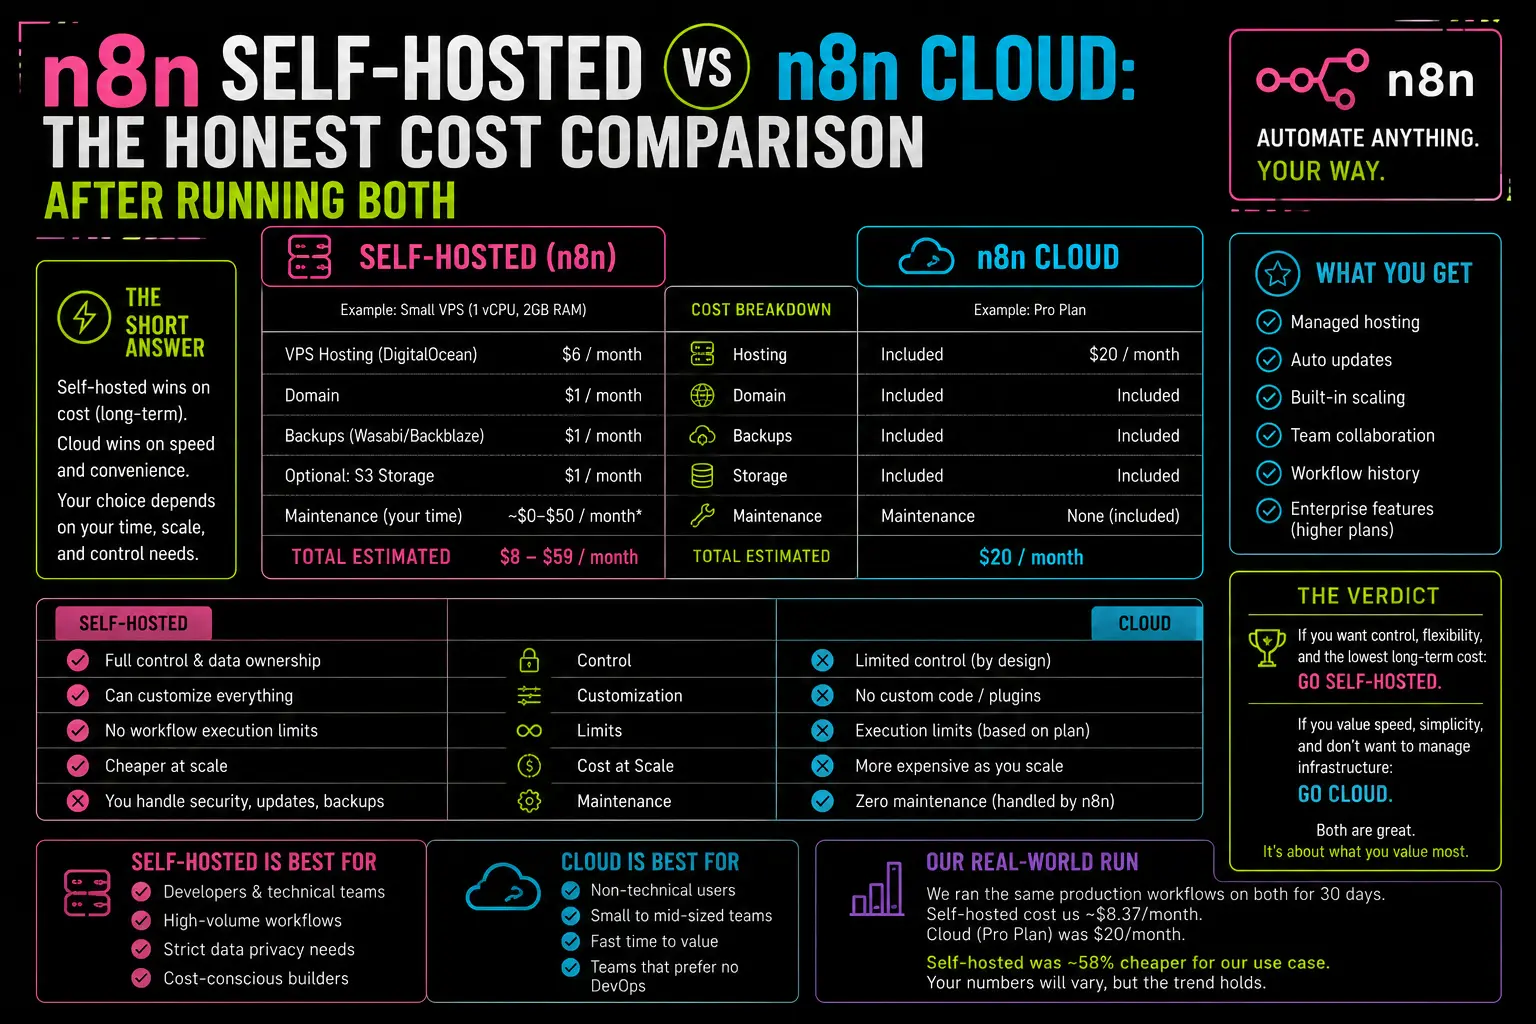 n8n SELF-HOSTED VS n8n CLOUD:
THE HONEST COST COMPARISON
AFTER RUNNING BOTH
n8n
AUTOMATE ANYTHING.
YOUR WAY.
THE
SHORT
ANSWER
Self-hosted wins on
cost (long-term).
Cloud wins on speed
and convenience.
Your choice depends
on your time, scale,
and control needs.
SELF-HOSTED (n8n)
n8n CLOUD
Example: Small VPS (1 vCPU, 2GB RAM)
COST BREAKDOWN
Example: Pro Plan
VPS Hosting (DigitalOcean) $6 / month Hosting Included $20 / month
Domain $1 / month Domain Included Included
Backups (Wasabi/Backblaze) $1 / month Backups Included Included
Optional: S3 Storage $1 / month Storage Included Included
Maintenance (your time) ~$0–$50 / month* Maintenance Maintenance None (included)
TOTAL ESTIMATED $8 – $59 / month TOTAL ESTIMATED $20 / month
WHAT YOU GET
Managed hosting
Auto updates
Built-in scaling
Team collaboration
Workflow history
Enterprise features
(higher plans)
SELF-HOSTED CLOUD
Full control & data ownership Control Limited control (by design)
Can customize everything Customization No custom code / plugins
No workflow execution limits Limits Execution limits (based on plan)
Cheaper at scale Cost at Scale More expensive as you scale
You handle security, updates, backups Maintenance Zero maintenance (handled by n8n)
THE VERDICT
If you want control, flexibility,
and the lowest long-term cost:
GO SELF-HOSTED.
If you value speed, simplicity,
and don't want to manage
infrastructure:
GO CLOUD.
Both are great.
It's about what you value most.
SELF-HOSTED IS BEST FOR
Developers & technical teams
High-volume workflows
Strict data privacy needs
Cost-conscious builders
CLOUD IS BEST FOR
Non-technical users
Small to mid-sized teams
Fast time to value
Teams that prefer no
DevOps
OUR REAL-WORLD RUN
We ran the same production workflows on both for 30 days.
Self-hosted cost us ~$8.37/month.
Cloud (Pro Plan) was $20/month.
Self-hosted was ~58% cheaper for our use case.
Your numbers will vary, but the trend holds.